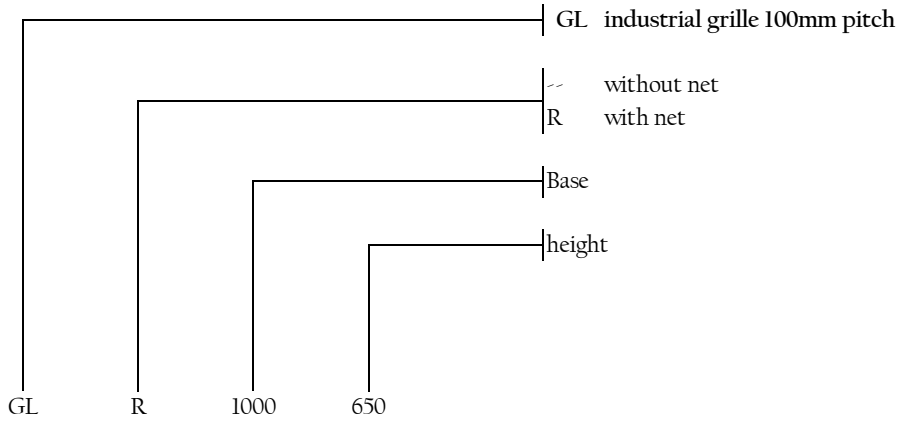 GL industrial grille 100mm pitch
-- without net
R with net
Base
height
GL R 1000 650